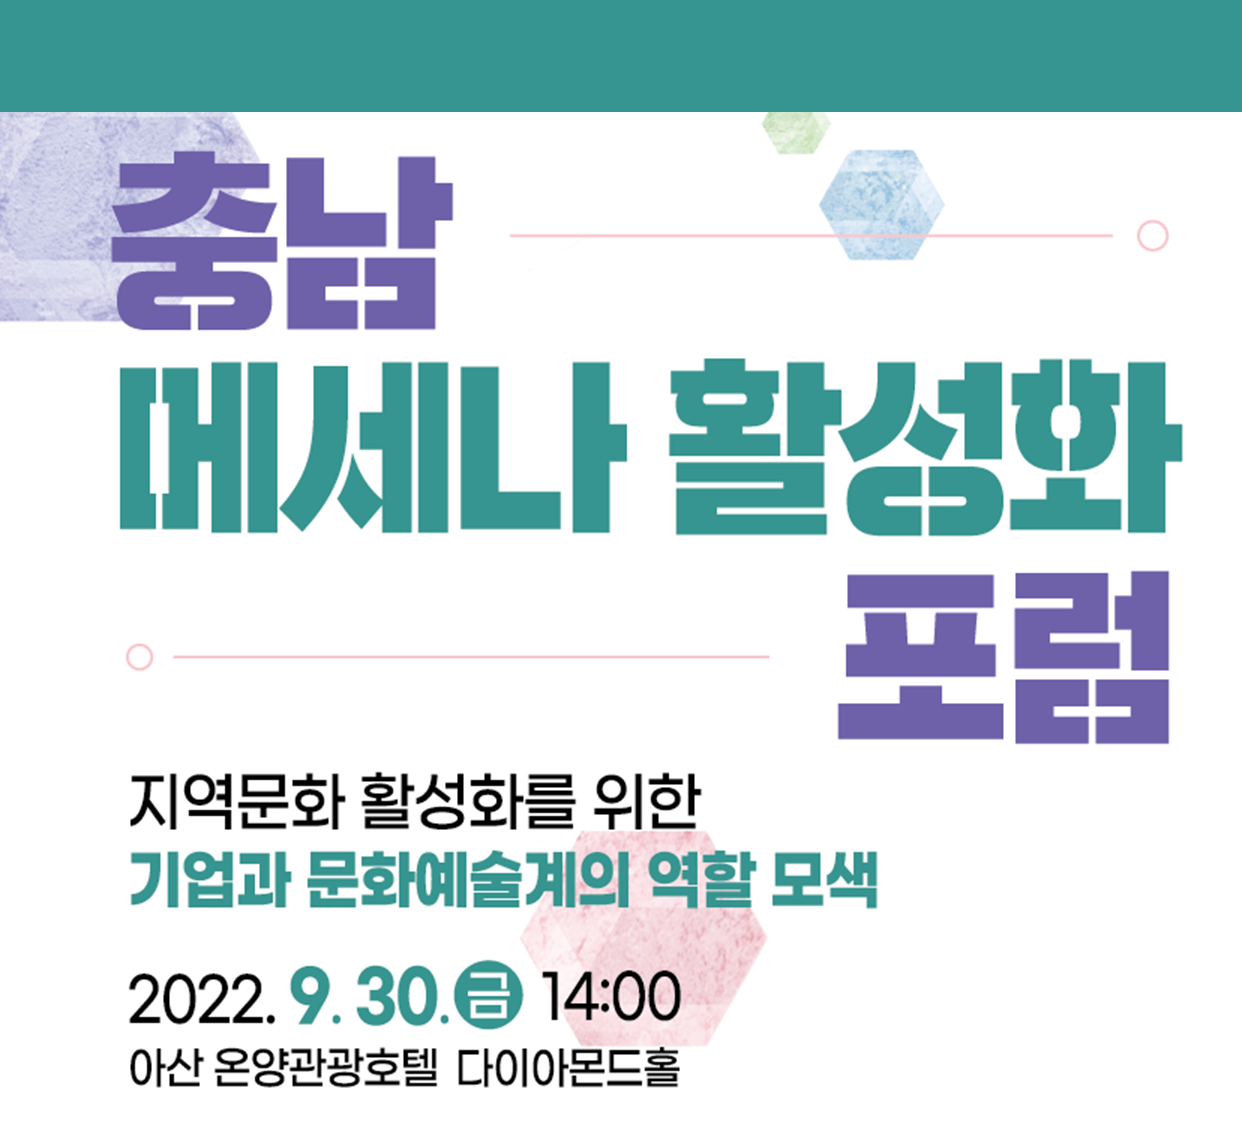 충남
메세나 활성화
포럼
지역문화 활성화를 위한
기업과 문화예술계의 역할 모색
2022. 9. 30. 금 14:00
아산 온양관광호텔 다이아몬드홀